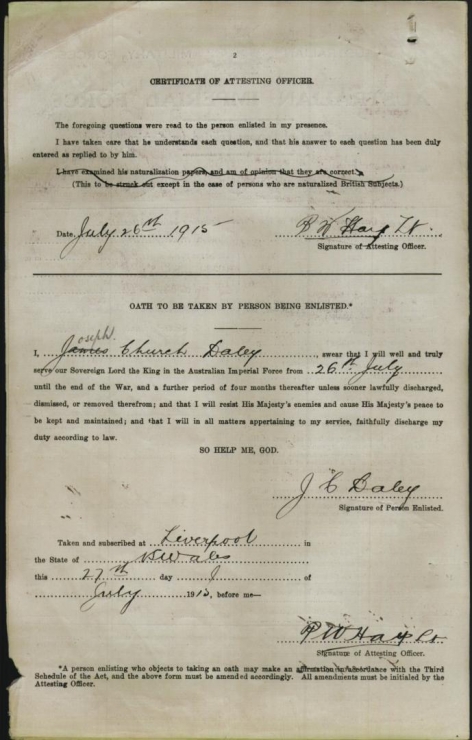 2
CERTIFICATE OF ATTESTING OFFICER.
The foregoing questions were read to the person enlisted in my presence.
I have taken care that he understands each question, and that his answer to each question has been duly
entered as replied to by him.
I have examined his naturalization papers, and am of opinion that they are correct.
(This to be struck out except in the case of persons who are naturalized British Subjects.)
Date July 26th 1915
Signature of Attesting Officer.
OATH TO BE TAKEN BY PERSON BEING ENLISTED.*
oseph.
I, James Church Daley, swear that I will well and truly
serve our Sovereign Lord the King in the Australian Imperial Force from 26th July
until the end of the War, and a further period of four months thereafter unless sooner lawfully discharged,
dismissed, or removed therefrom; and that I will resist His Majesty's enemies and cause His Majesty's peace to
be kept and maintained; and that I will in all matters appertaining to my service, faithfully discharge my
duty according to law.
SO HELP ME, GOD.
J C Daley
Signature of Person Enlisted.
Taken and subscribed at Liverpool in
the State of Wales
this 27th day of
July 1915, before me—
Signature of Attesting Officer.
*A person enlisting who objects to taking an oath may make an affirmation in accordance with the Third
Schedule of the Act, and the above form must be amended accordingly. All amendments must be initialed by the
Attesting Officer.